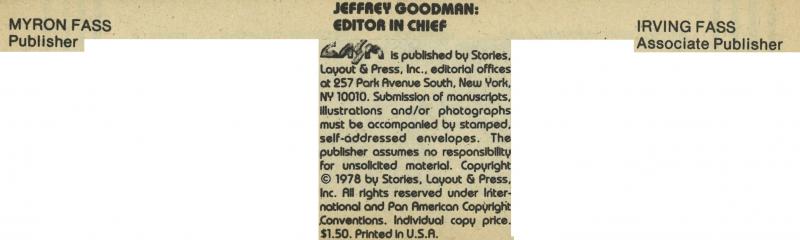 MYRON FASS
Publisher
JEFFREY GOODMAN:
EDITOR IN CHIEF
IRVING FASS
Associate Publisher
is published by Stories,
Layout & Press, Inc., editorial offices
at 257 Park Avenue South, New York,
NY 10010. Submission of manuscripts,
illustrations and/or photographs
must be accompanied by stamped,
self-addressed envelopes. The
publisher assumes no responsibility
for unsolicited material. Copyright
© 1978 by Stories, Layout & Press,
Inc. All rights reserved under Inter-
national and Pan American Copyright
Conventions. Individual copy price.
$1.50. Printed in U.S.A.